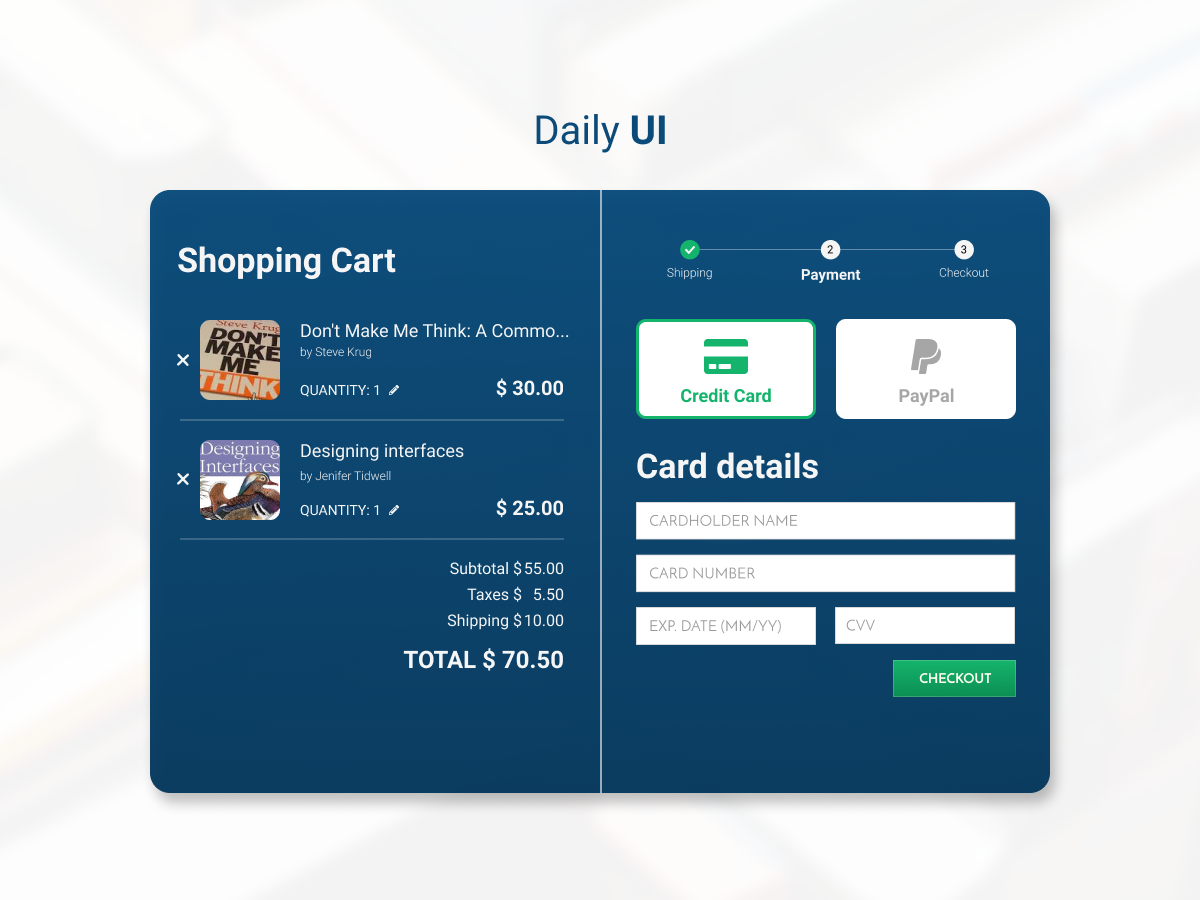 Daily UI
Shopping Cart
Steve Krug
DON'T
MAKE
ME
THINK
Don't Make Me Think: A Commo...
by Steve Krug
QUANTITY: 1
$ 30.00
Designing
Interfaces
Designing interfaces
by Jenifer Tidwell
QUANTITY: 1
$ 25.00
Subtotal $ 55.00
Taxes $ 5.50
Shipping $ 10.00
TOTAL $ 70.50
2
3
Shipping
Payment
Checkout
Credit Card
PayPal
Card details
CARDHOLDER NAME
CARD NUMBER
EXP. DATE (MM/YY)
CVV
CHECKOUT